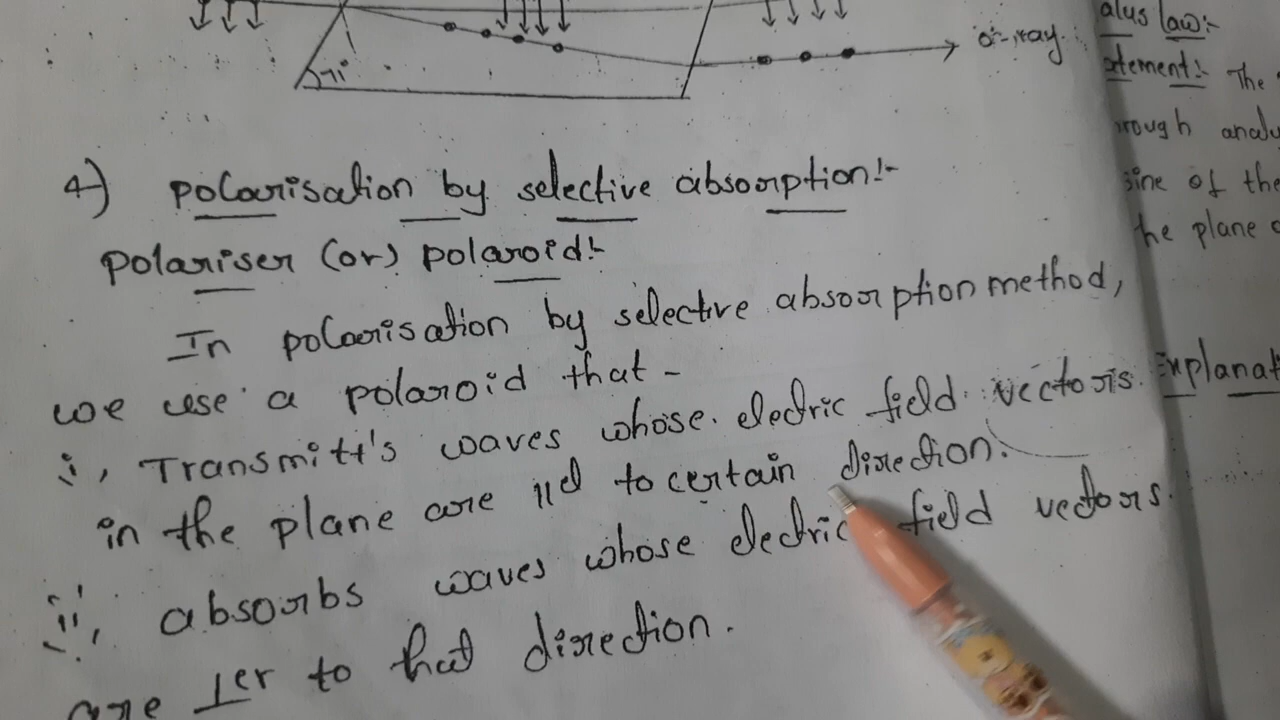 71°
o-ray.
4) polarisation by selective absorption:-
polariser (or) polaroid:-
In polarisation by selective absorption method,
we use a polaroid that -
i, Transmitt's waves whose electric field vectors
in the plane are 11el to certain direction.
ii, absorbs waves whose electric field vectors
are ⊥er to that direction.
alus law:-
atement:- The
rough analy
sine of the
he plane
Explanat